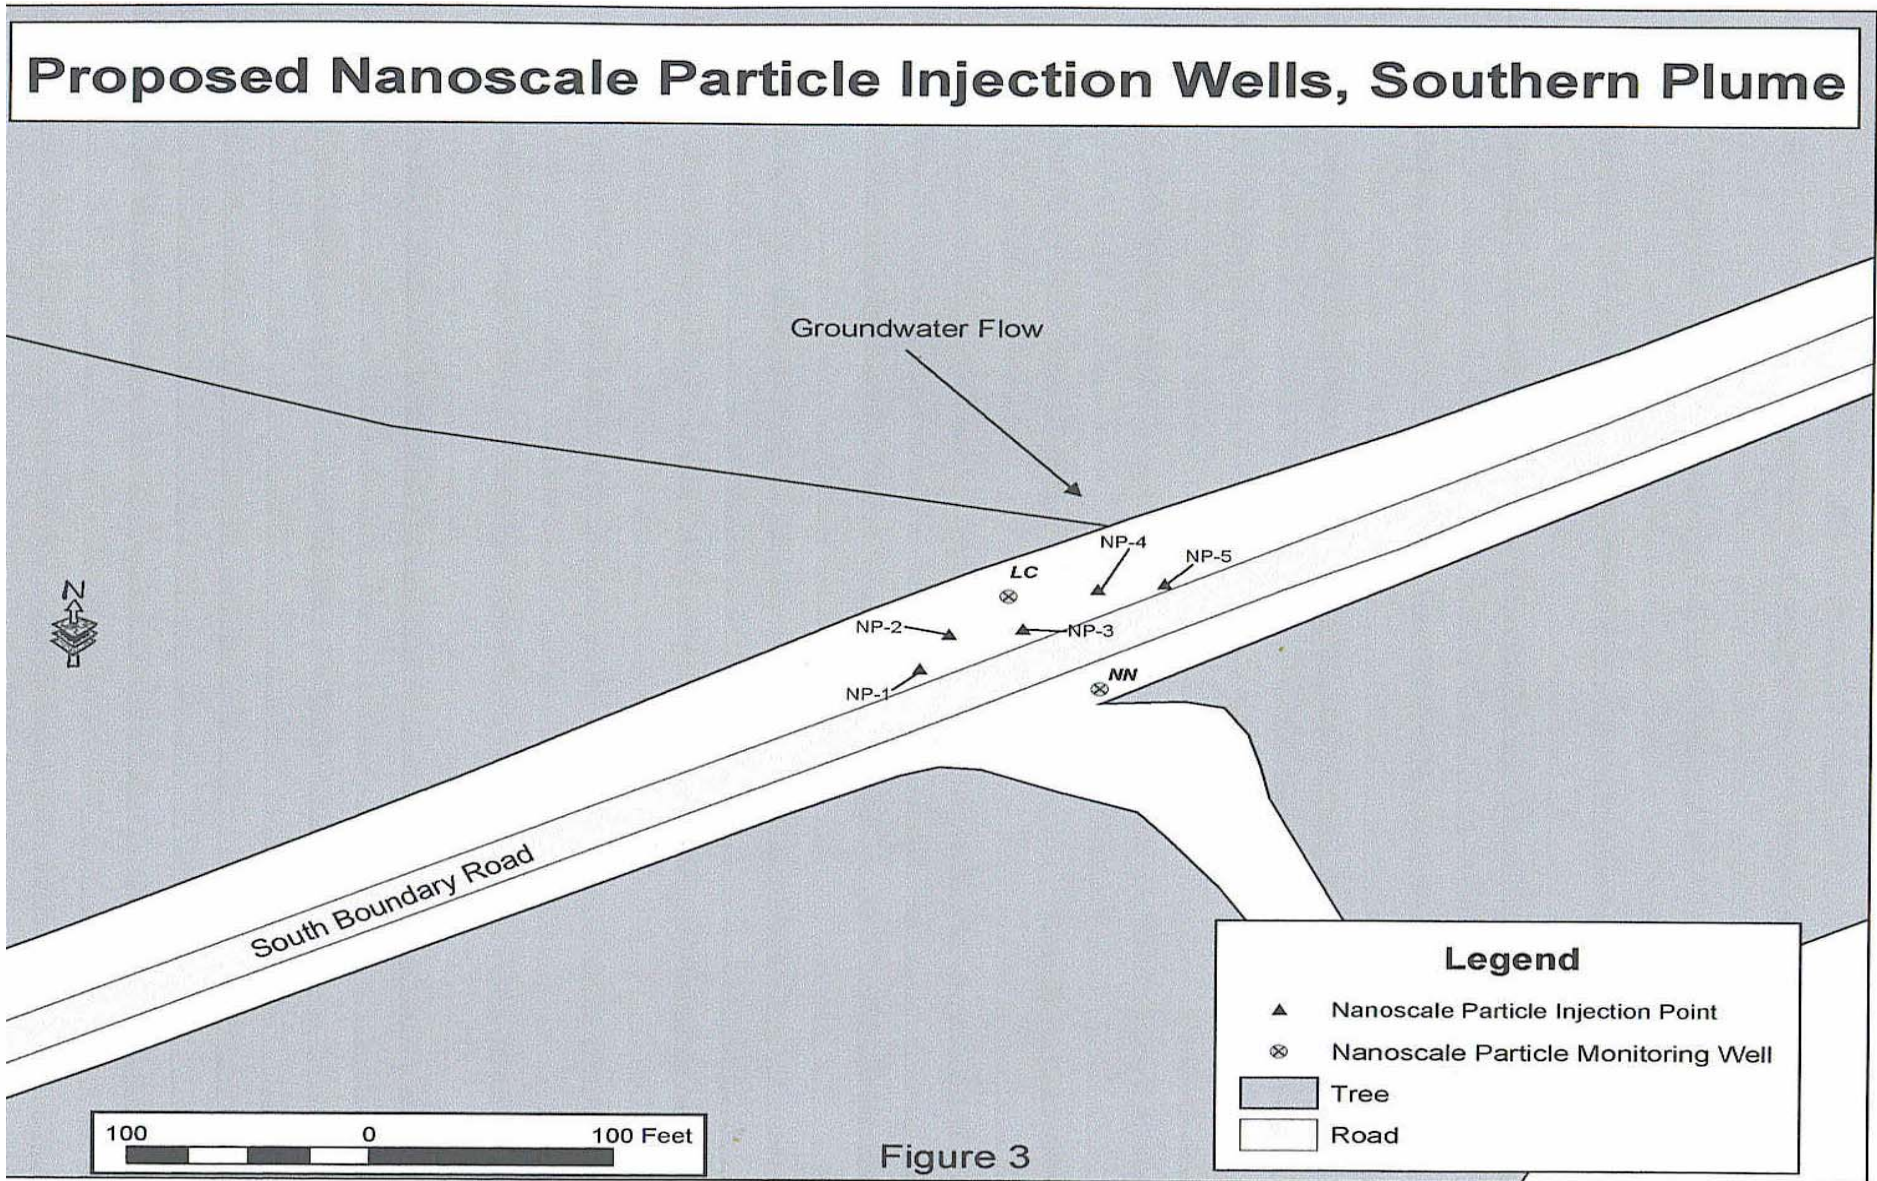 Proposed Nanoscale Particle Injection Wells, Southern Plume
Groundwater Flow
NP-4
NP-5
LC
N
NP-2
NP-3
NN
NP-1
South Boundary Road
Legend
Nanoscale Particle Injection Point
Nanoscale Particle Monitoring Well
Tree
Road
100 0 100 Feet
Figure 3